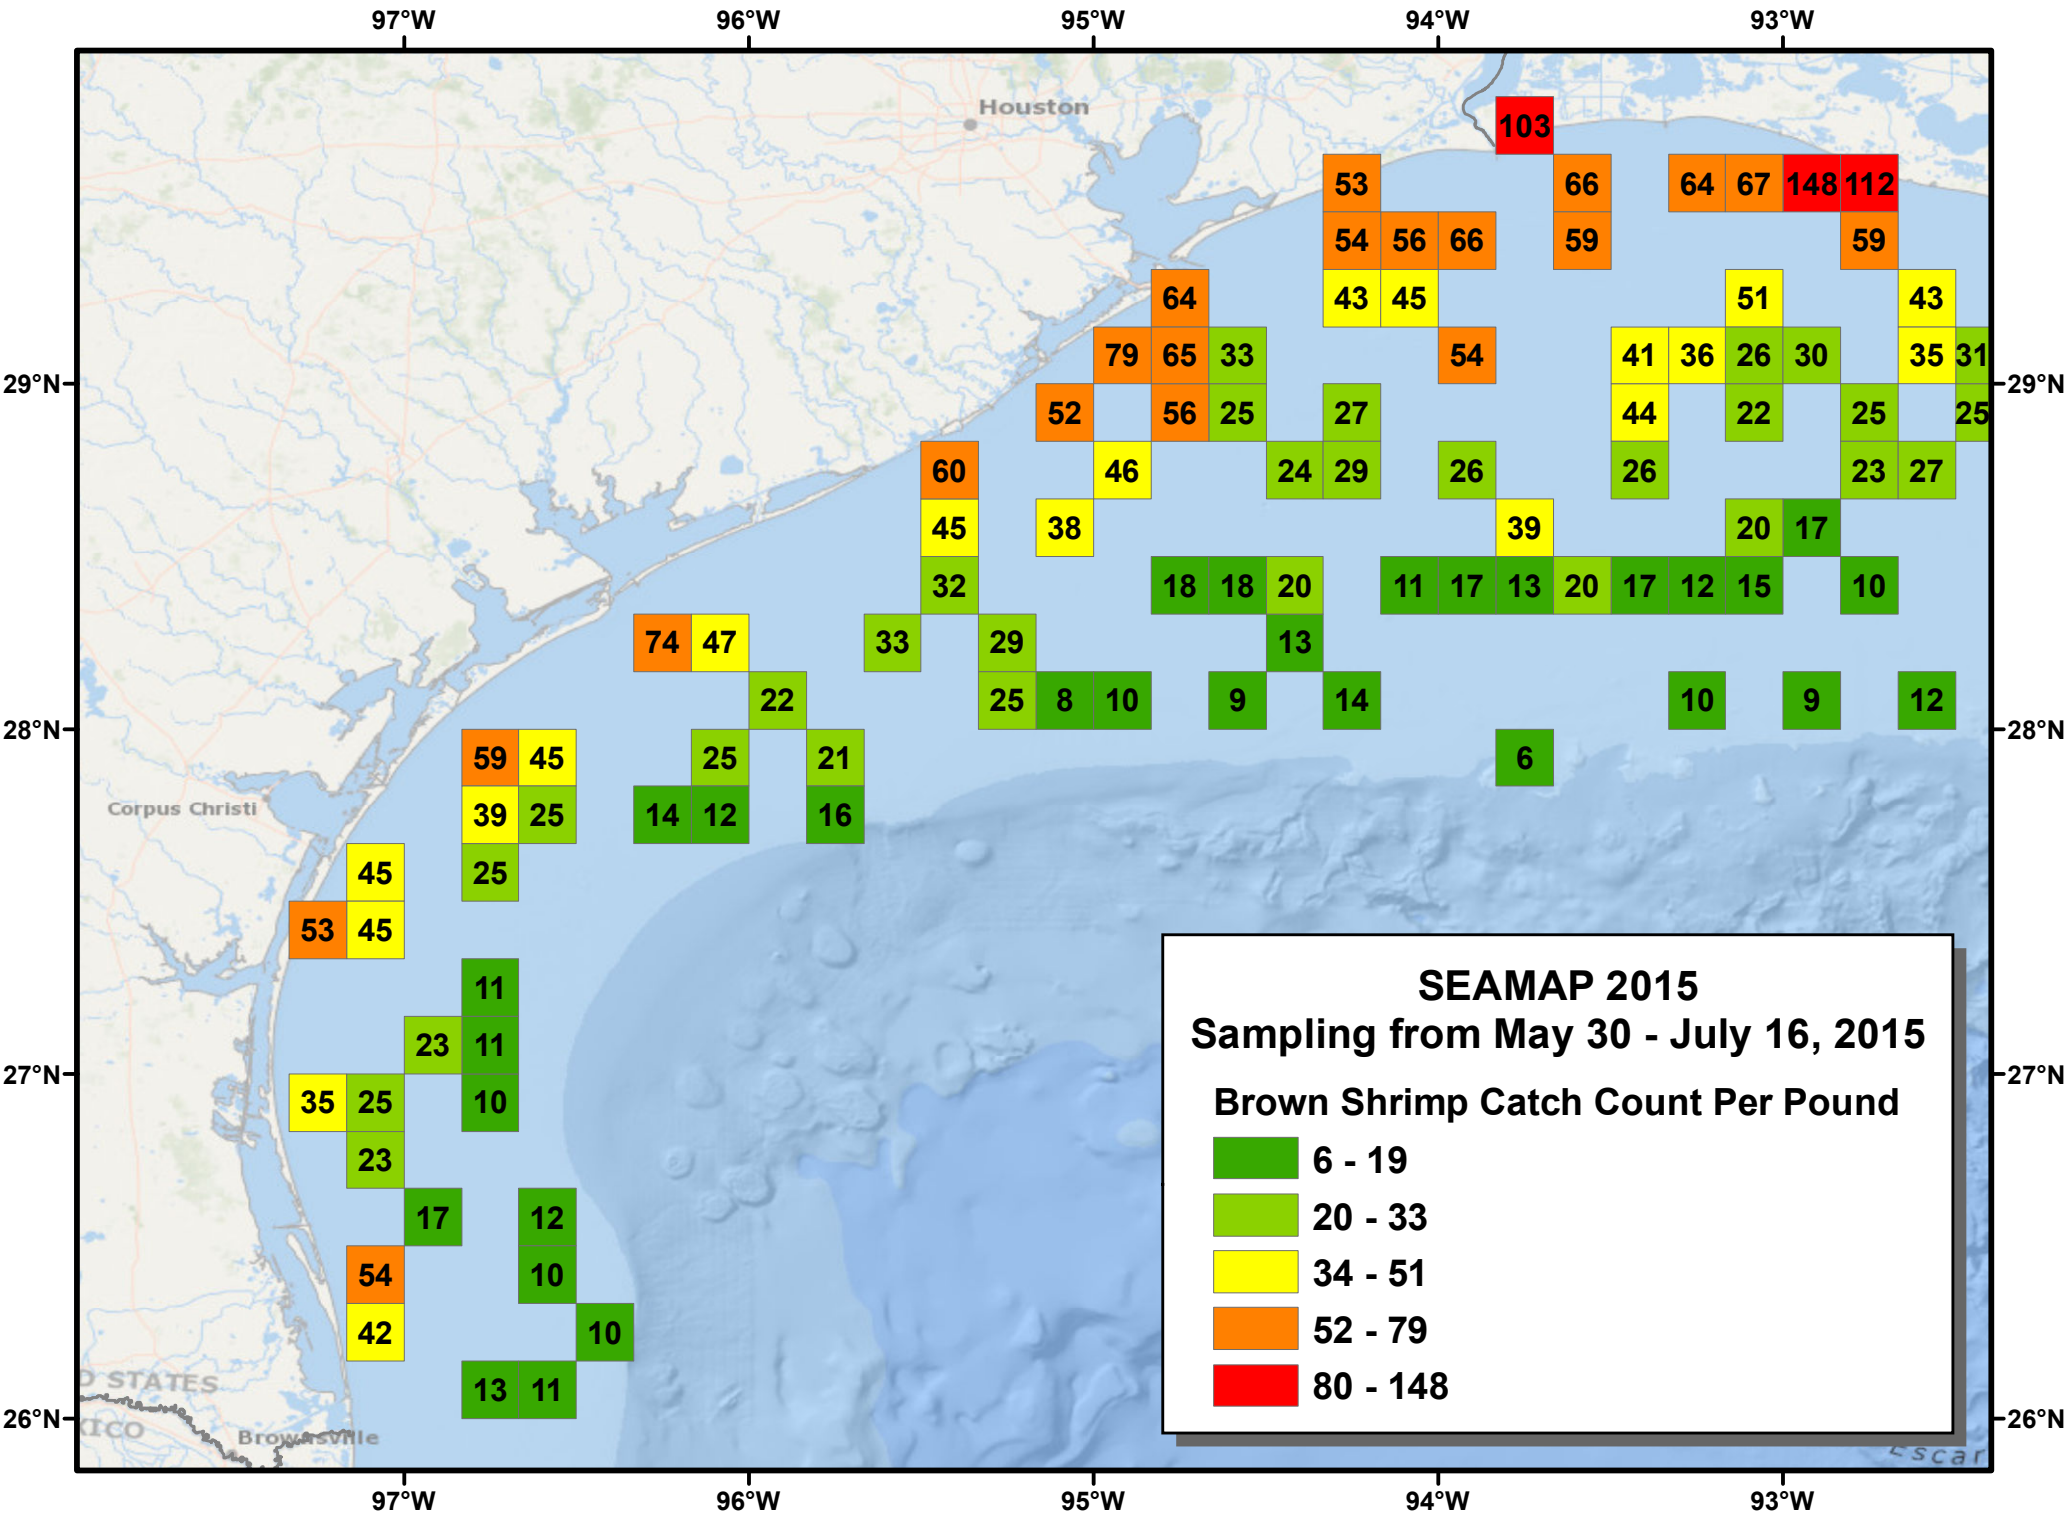 97°W 96°W 95°W 94°W 93°W
Houston
103
53 66 64 67 148 112
54 56 66 59 59
64 43 45 51 43
79 65 33 54 41 36 26 30 35 31
29°N 29°N
52 56 25 27 44 22 25 25
60 46 24 29 26 26 23 27
45 38 39 20 17
32 18 18 20 11 17 13 20 17 12 15 10
74 47 33 29 13
22 25 8 10 9 14 10 9 12
28°N 28°N
59 45 25 21 6
Corpus Christi
39 25 14 12 16
45 25
53 45
11
23 11
27°N 27°N
35 25 10
23
17 12
54 10
42 10
13 11
D STATES
26°N 26°N
XICO
Brownsville
SEAMAP 2015
Sampling from May 30 - July 16, 2015
Brown Shrimp Catch Count Per Pound
6 - 19
20 - 33
34 - 51
52 - 79
80 - 148
Escar
97°W 96°W 95°W 94°W 93°W